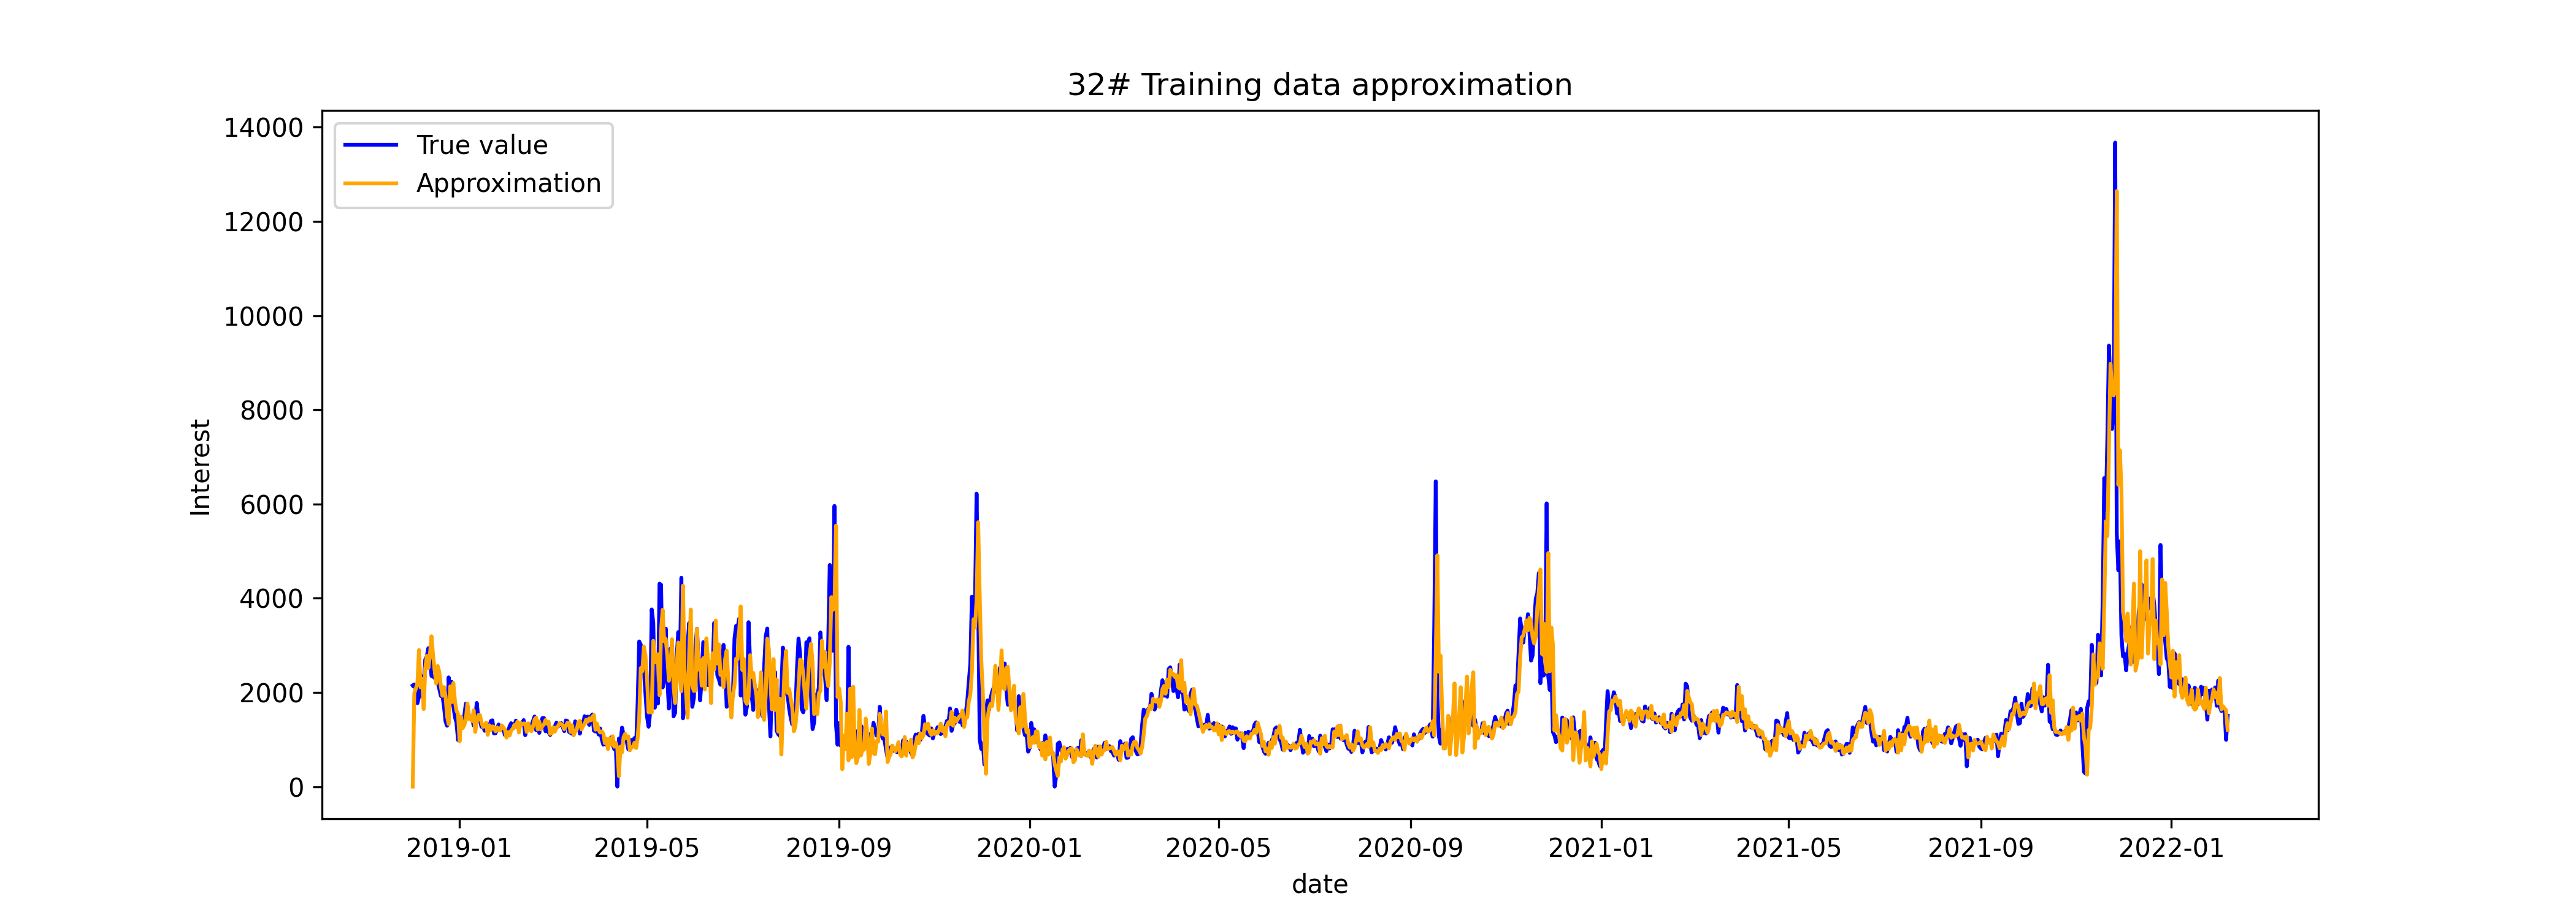 32# Training data approximation
True value
Approximation
14000
12000
10000
8000
6000
4000
2000
0
Interest
2019-01 2019-05 2019-09 2020-01 2020-05 2020-09 2021-01 2021-05 2021-09 2022-01
date